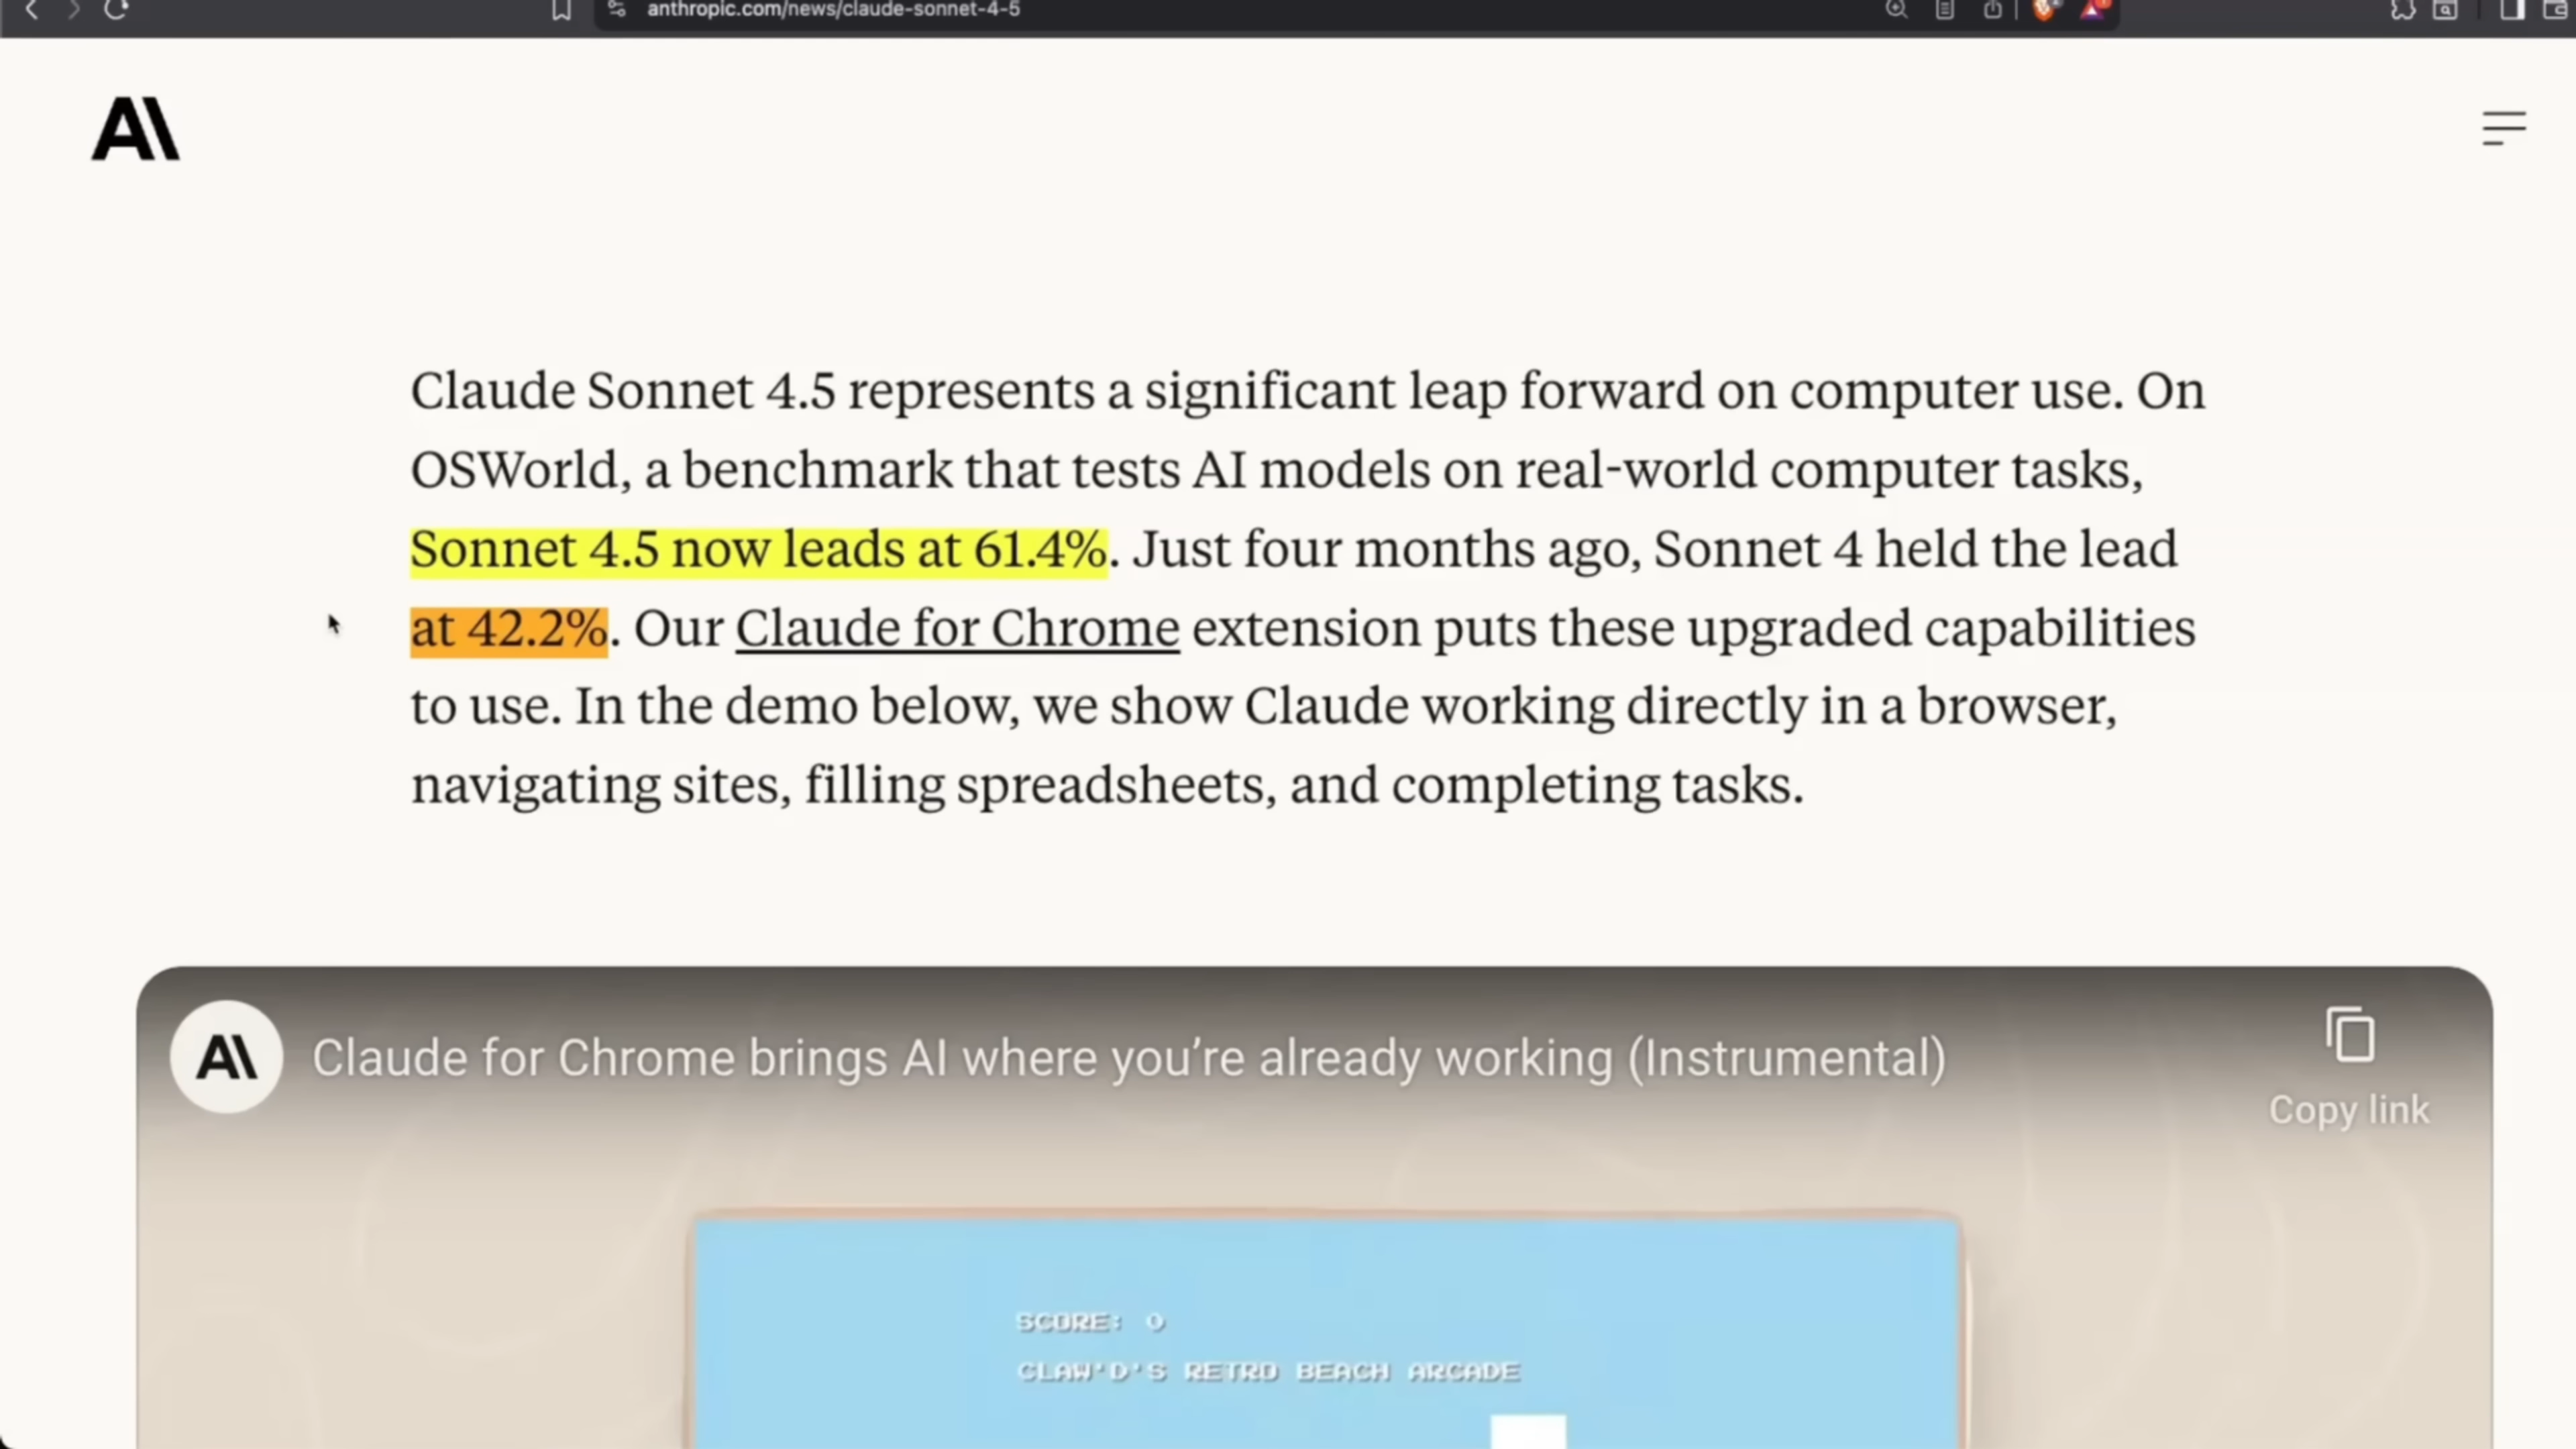 anthropic.com/news/claude-sonnet-4-5
Claude Sonnet 4.5 represents a significant leap forward on computer use. On
OSWorld, a benchmark that tests AI models on real-world computer tasks,
Sonnet 4.5 now leads at 61.4%. Just four months ago, Sonnet 4 held the lead
at 42.2%. Our Claude for Chrome extension puts these upgraded capabilities
to use. In the demo below, we show Claude working directly in a browser,
navigating sites, filling spreadsheets, and completing tasks.
Claude for Chrome brings AI where you’re already working (Instrumental)
Copy link
SCORE: 0
CLAW'D'S RETRO BEACH ARCADE